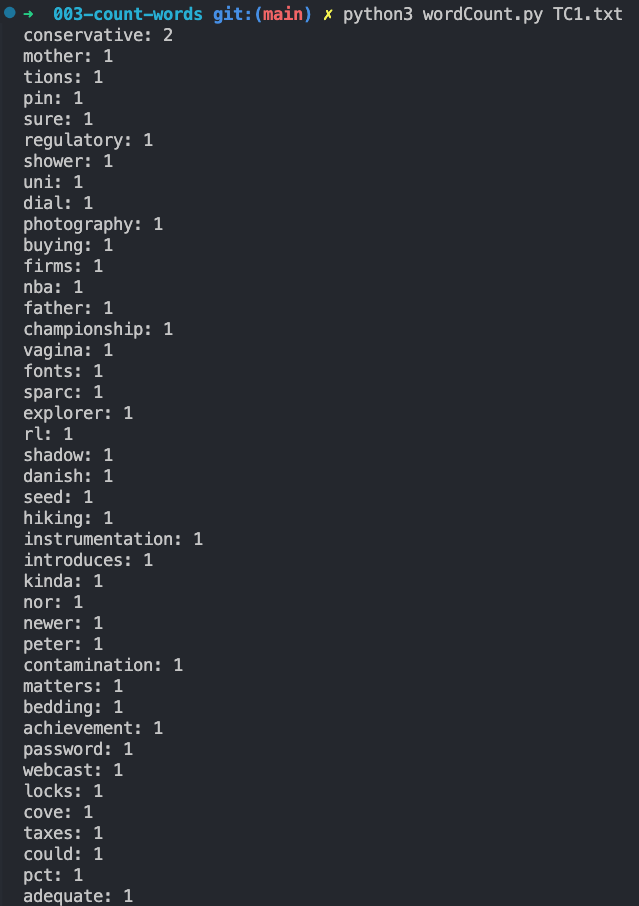 ➜ 003-count-words git:(main) ✗ python3 wordCount.py TC1.txt
conservative: 2
mother: 1
tions: 1
pin: 1
sure: 1
regulatory: 1
shower: 1
uni: 1
dial: 1
photography: 1
buying: 1
firms: 1
nba: 1
father: 1
championship: 1
vagina: 1
fonts: 1
sparc: 1
explorer: 1
rl: 1
shadow: 1
danish: 1
seed: 1
hiking: 1
instrumentation: 1
introduces: 1
kinda: 1
nor: 1
newer: 1
peter: 1
contamination: 1
matters: 1
bedding: 1
achievement: 1
password: 1
webcast: 1
locks: 1
cove: 1
taxes: 1
could: 1
pct: 1
adequate: 1